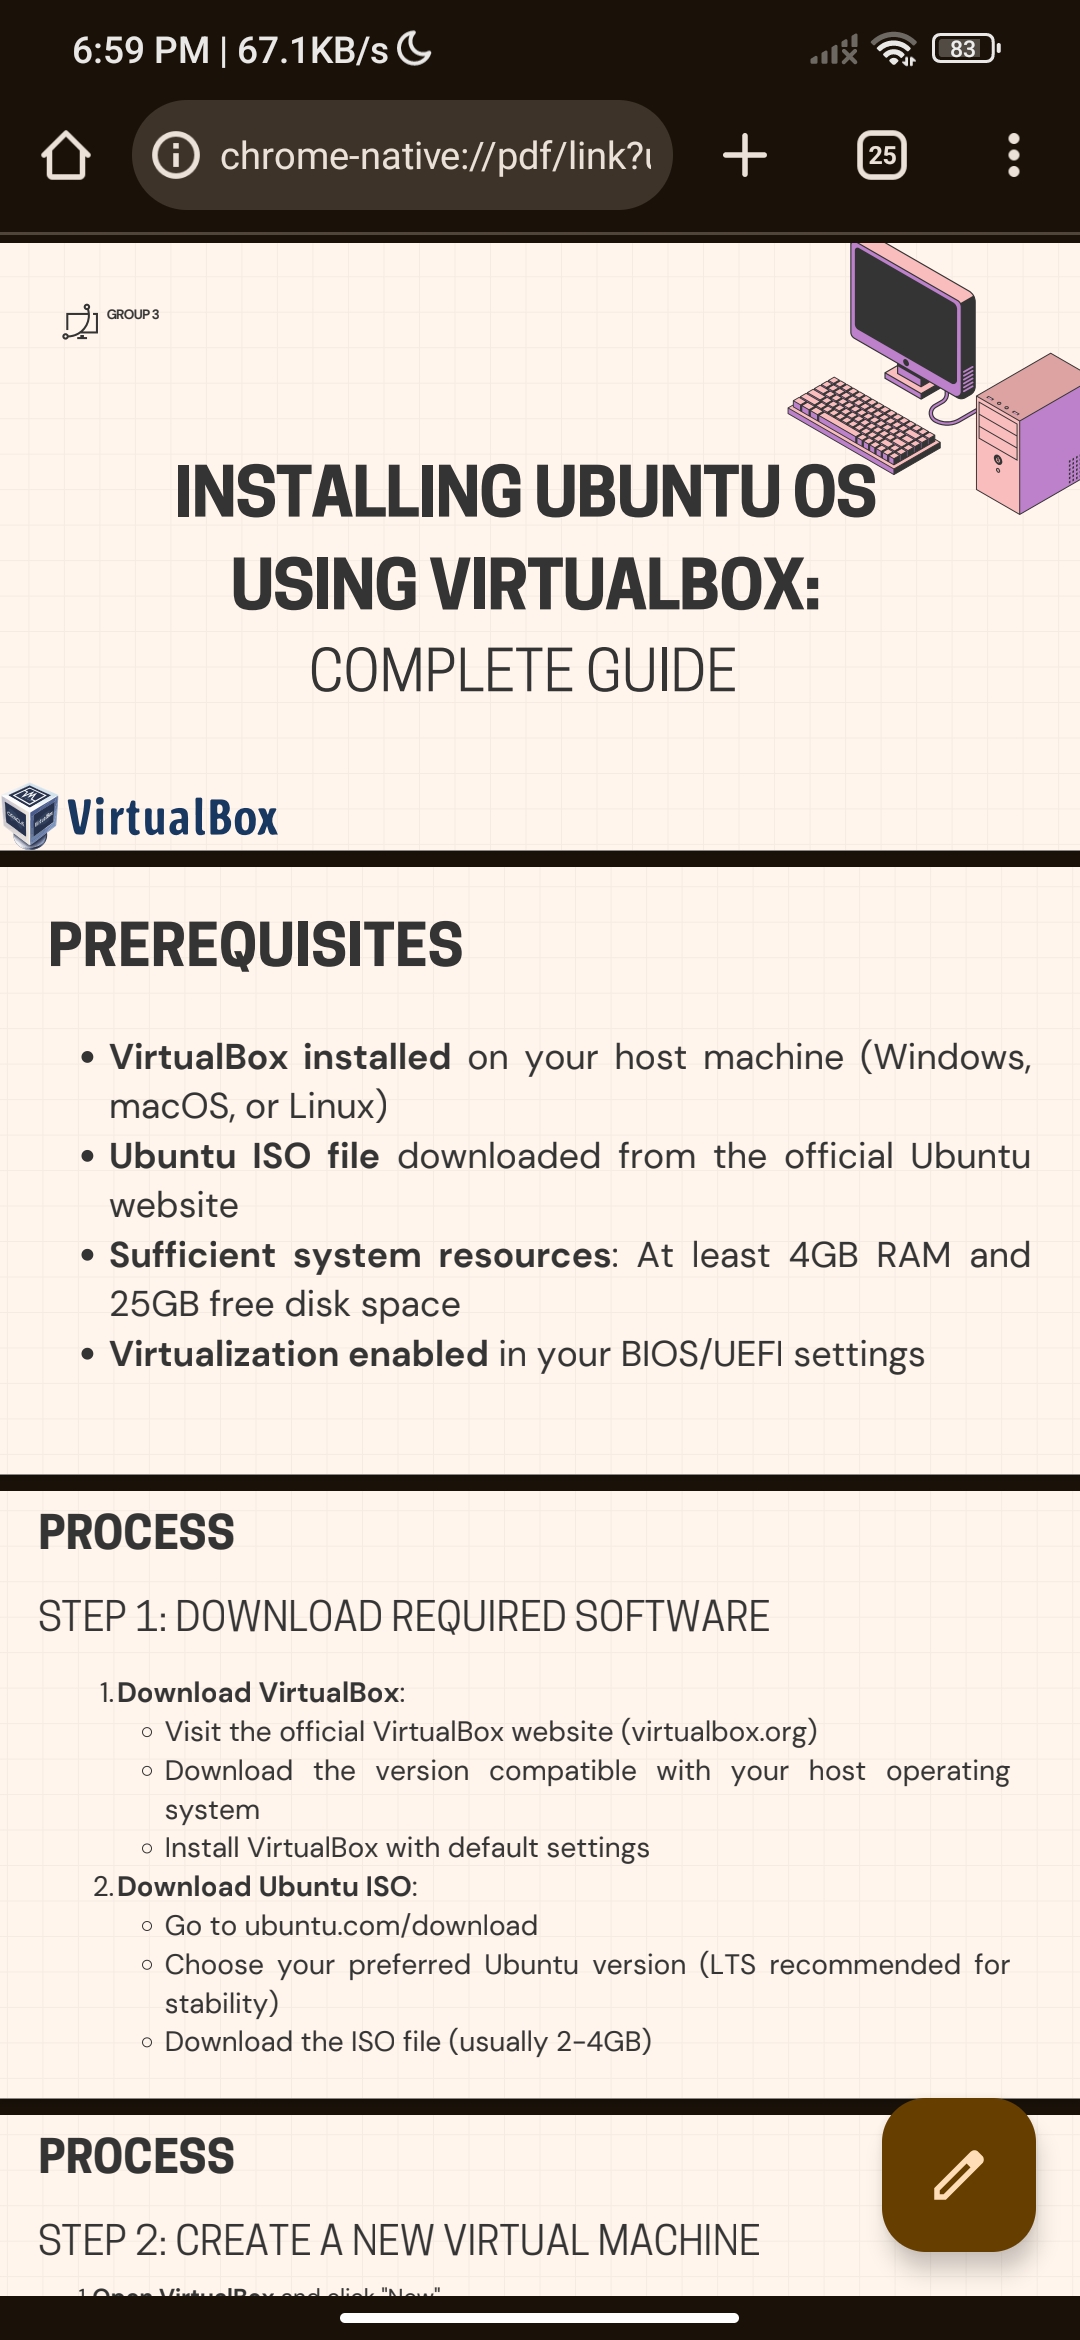 6:59 PM | 67.1KB/s
83
chrome-native://pdf/link?
25
GROUP 3
INSTALLING UBUNTU OS
USING VIRTUALBOX:
COMPLETE GUIDE
VirtualBox
PREREQUISITES
• VirtualBox installed on your host machine (Windows,
macOS, or Linux)
• Ubuntu ISO file downloaded from the official Ubuntu
website
• Sufficient system resources: At least 4GB RAM and
25GB free disk space
• Virtualization enabled in your BIOS/UEFI settings
PROCESS
STEP 1: DOWNLOAD REQUIRED SOFTWARE
1. Download VirtualBox:
○ Visit the official VirtualBox website (virtualbox.org)
○ Download the version compatible with your host operating
system
○ Install VirtualBox with default settings
2. Download Ubuntu ISO:
○ Go to ubuntu.com/download
○ Choose your preferred Ubuntu version (LTS recommended for
stability)
○ Download the ISO file (usually 2-4GB)
PROCESS
STEP 2: CREATE A NEW VIRTUAL MACHINE
1. Open VirtualBox and click "New"